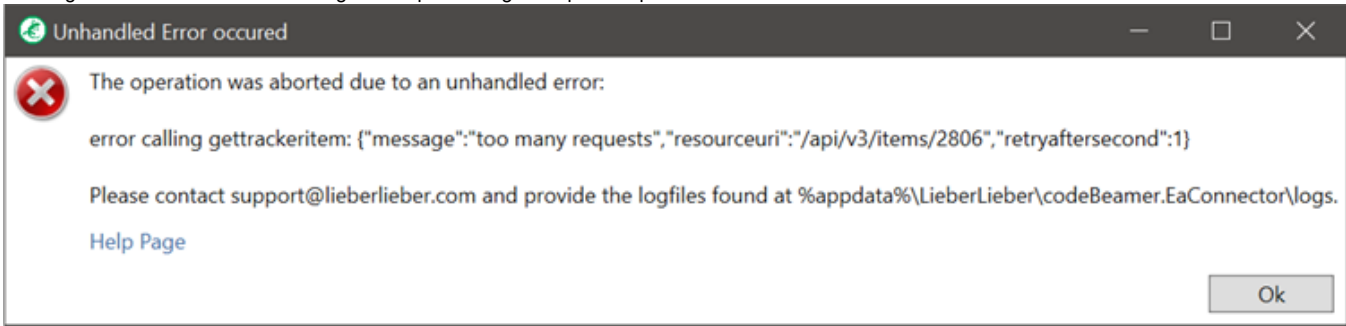 Unhandled Error occured
The operation was aborted due to an unhandled error:
error calling gettrackeritem: {"message":"too many requests","resourceuri":"/api/v3/items/2806","retryaftersecond":1}
Please contact support@lieberlieber.com and provide the logfiles found at %appdata%\LieberLieber\codeBeamer.EaConnector\logs.
Help Page
Ok